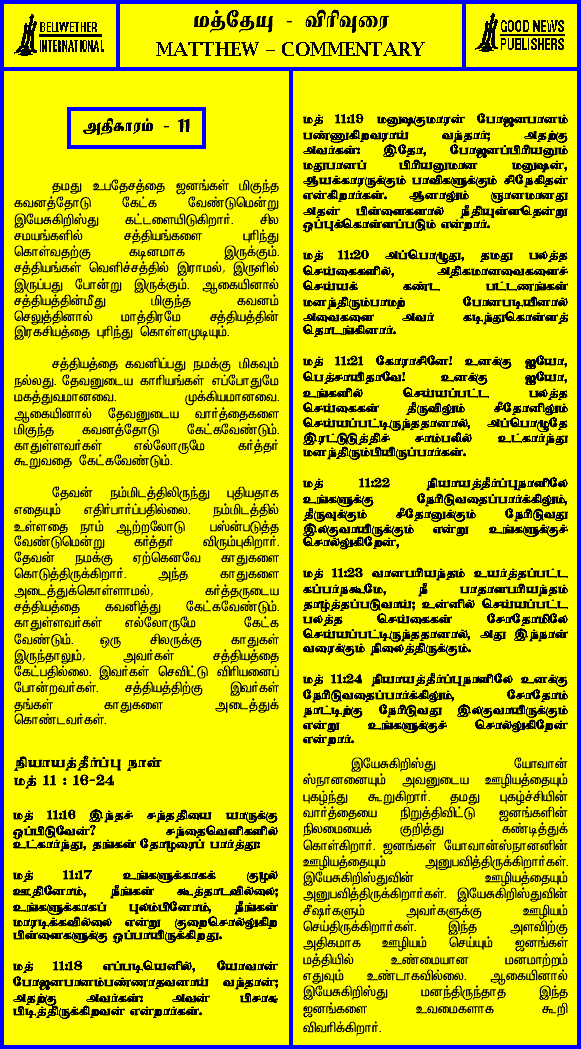 BELLWETHER
INTERNATIONAL
மத்தேயு - விரிவுரை
MATTHEW – COMMENTARY
GOOD NEWS
PUBLISHERS
அதிகாரம் - 11
தமது உபதேசத்தை ஜனங்கள் மிகுந்த
கவனத்தோடு கேட்க வேண்டுமென்று
இயேசுகிறிஸ்து கட்டளையிடுகிறார். சில
சமயங்களில் சத்தியங்களை புரிந்து
கொள்வதற்கு கடினமாக இருக்கும்.
சத்தியங்கள் வெளிச்சத்தில் இராமல், இருளில்
இருப்பது போன்று இருக்கும். ஆகையினால்
சத்தியத்தின்மீது மிகுந்த கவனம்
செலுத்தினால் மாத்திரமே சத்தியத்தின்
இரகசியத்தை புரிந்து கொள்ளமுடியும்.
சத்தியத்தை கவனிப்பது நமக்கு மிகவும்
நல்லது. தேவனுடைய காரியங்கள் எப்போதுமே
மகத்துவமானவை. முக்கியமானவை.
ஆகையினால் தேவனுடைய வார்த்தைகளை
மிகுந்த கவனத்தோடு கேட்கவேண்டும்.
காதுள்ளவர்கள் எல்லோருமே கர்த்தர்
கூறுவதை கேட்கவேண்டும்.
தேவன் நம்மிடத்திலிருந்து புதியதாக
எதையும் எதிர்பார்ப்பதில்லை. நம்மிடத்தில்
உள்ளதை நாம் ஆற்றலோடு பஸ்ன்படுத்த
வேண்டுமென்று கர்த்தர் விரும்புகிறார்.
தேவன் நமக்கு ஏற்கெனவே காதுகளை
கொடுத்திருக்கிறார். அந்த காதுகளை
அடைத்துக்கொள்ளாமல், கர்த்தருடைய
சத்தியத்தை கவனித்து கேட்கவேண்டும்.
காதுள்ளவர்கள் எல்லோருமே கேட்க
வேண்டும். ஒரு சிலருக்கு காதுகள்
இருந்தாலும், அவர்கள் சத்தியத்தை
கேட்பதில்லை. இவர்கள் செவிட்டு விரியனைப்
போன்றவர்கள். சத்தியத்திற்கு இவர்கள்
தங்கள் காதுகளை அடைத்துக்
கொண்டவர்கள்.
நியாயத்தீர்ப்பு நாள்
மத் 11 : 16-24
மத் 11:16 இந்தச் சந்ததியை யாருக்கு
ஒப்பிடுவேன்? சந்தைவெளிகளில்
உட்கார்ந்து, தங்கள் தோழரைப் பார்த்து:
மத் 11:17 உங்களுக்காகக் குழல்
ஊதினோம், நீங்கள் கூத்தாடவில்லை;
உங்களுக்காகப் புலம்பினோம், நீங்கள்
மாரடிக்கவில்லை என்று குறைசொல்லுகிற
பிள்ளைகளுக்கு ஒப்பாயிருக்கிறது.
மத் 11:18 எப்படியெனில், யோவான்
போஜனபானம்பண்ணாதவனாய் வந்தான்;
அதற்கு அவர்கள்: அவன் பிசாசு
பிடித்திருக்கிறவன் என்றார்கள்.
மத் 11:19 மனுஷகுமாரன் போஜனபானம்
பண்ணுகிறவராய் வந்தார்; அதற்கு
அவர்கள்: இதோ, போஜனப்பிரியனும்
மதுபானப் பிரியனுமான மனுஷன்,
ஆயக்காரருக்கும் பாவிகளுக்கும் சிநேகிதன்
என்கிறார்கள். ஆனாலும் ஞானமானது
அதன் பிள்ளைகளால் நீதியுள்ளதென்று
ஒப்புக்கொள்ளப்படும் என்றார்.
மத் 11:20 அப்பொழுது, தமது பலத்த
செய்கைகளில், அதிகமானவைகளைச்
செய்யக் கண்ட பட்டணங்கள்
மனந்திரும்பாமற் போனபடியினால்
அவைகளை அவர் கடிந்துகொள்ளத்
தொடங்கினார்.
மத் 11:21 கோராசினே! உனக்கு ஐயோ,
பெத்சாயிதாவே! உனக்கு ஐயோ,
உங்களில் செய்யப்பட்ட பலத்த
செய்கைகள் தீருவிலும் சீதோனிலும்
செய்யப்பட்டிருந்ததானால், அப்பொழுதே
இரட்டுடுத்திச் சாம்பலில் உட்கார்ந்து
மனந்திரும்பியிருப்பார்கள்.
மத் 11:22 நியாயத்தீர்ப்புநாளிலே
உங்களுக்கு நேரிடுவதைப்பார்க்கிலும்,
தீருவுக்கும் சீதோனுக்கும் நேரிடுவது
இலகுவாயிருக்கும் என்று உங்களுக்குச்
சொல்லுகிறேன்,
மத் 11:23 வானபரியந்தம் உயர்த்தப்பட்ட
கப்பர்நகூமே, நீ பாதாளபரியந்தம்
தாழ்த்தப்படுவாய்; உன்னில் செய்யப்பட்ட
பலத்த செய்கைகள் சோதோமிலே
செய்யப்பட்டிருந்ததானால், அது இந்நாள்
வரைக்கும் நிலைத்திருக்கும்.
மத் 11:24 நியாயத்தீர்ப்புநாளிலே உனக்கு
நேரிடுவதைப்பார்க்கிலும், சோதோம்
நாட்டிற்கு நேரிடுவது இலகுவாயிருக்கும்
என்று உங்களுக்குச் சொல்லுகிறேன்
என்றார்.
இயேசுகிறிஸ்து யோவான்
ஸ்நானனையும் அவனுடைய ஊழியத்தையும்
புகழ்ந்து கூறுகிறார். தமது புகழ்ச்சியின்
வார்த்தையை நிறுத்திவிட்டு ஜனங்களின்
நிலமையைக் குறித்து கண்டித்துக்
கொள்கிறார். ஜனங்கள் யோவான்ஸ்நானனின்
ஊழியத்தையும் அனுபவித்திருக்கிறார்கள்.
இயேசுகிறிஸ்துவின் ஊழியத்தையும்
அனுபவித்திருக்கிறார்கள். இயேசுகிறிஸ்துவின்
சீஷர்களும் அவர்களுக்கு ஊழியம்
செய்திருக்கிறார்கள். இந்த அளவிற்கு
அதிகமாக ஊழியம் செய்யும் ஜனங்கள்
மத்தியில் உண்மையான மனமாற்றம்
எதுவும் உண்டாகவில்லை. ஆகையினால்
இயேசுகிறிஸ்து மனந்திருந்தாத இந்த
ஜனங்களை உவமைகளாக கூறி
விவரிக்கிறார்.